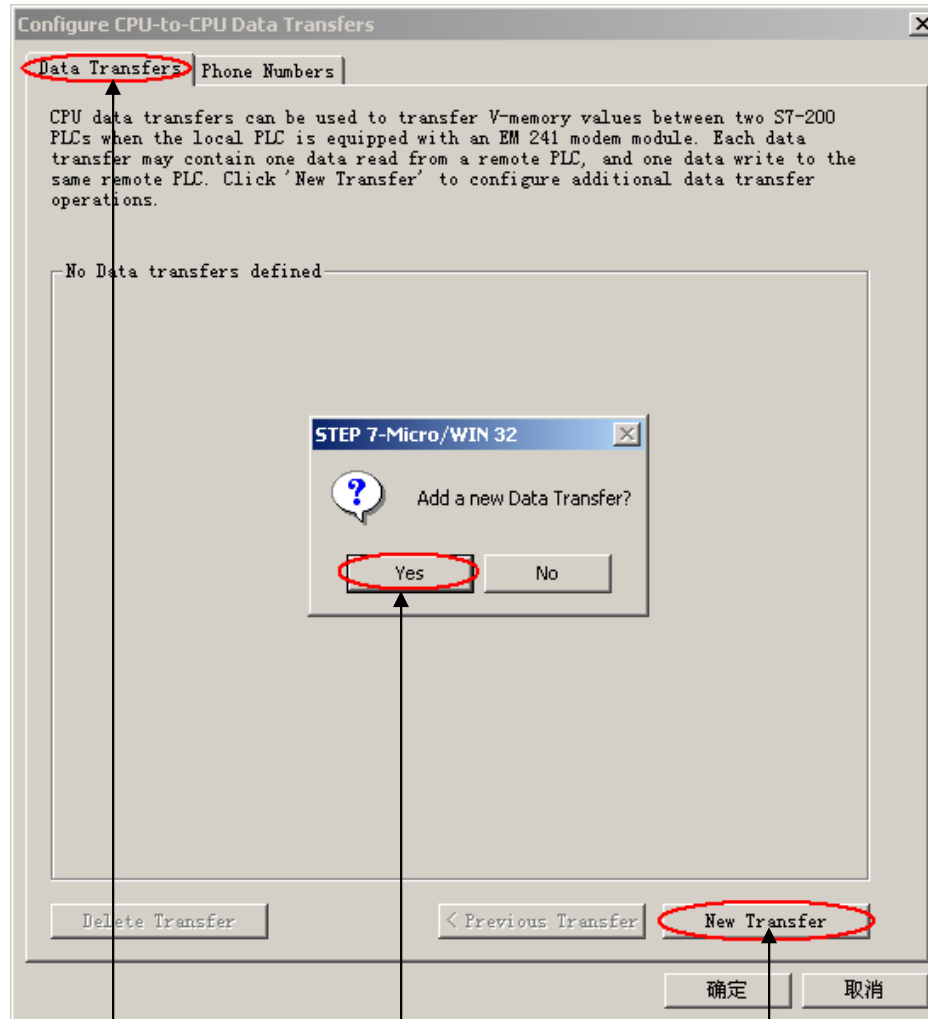 Configure CPU-to-CPU Data Transfers
Data Transfers
Phone Numbers
CPU data transfers can be used to transfer V-memory values between two S7-200
PLCs when the local PLC is equipped with an EM 241 modem module. Each data
transfer may contain one data read from a remote PLC, and one data write to the
same remote PLC. Click 'New Transfer' to configure additional data transfer
operations.
No Data transfers defined
STEP 7-Micro/WIN 32
Add a new Data Transfer?
Yes
No
Delete Transfer
< Previous Transfer
New Transfer
确定
取消